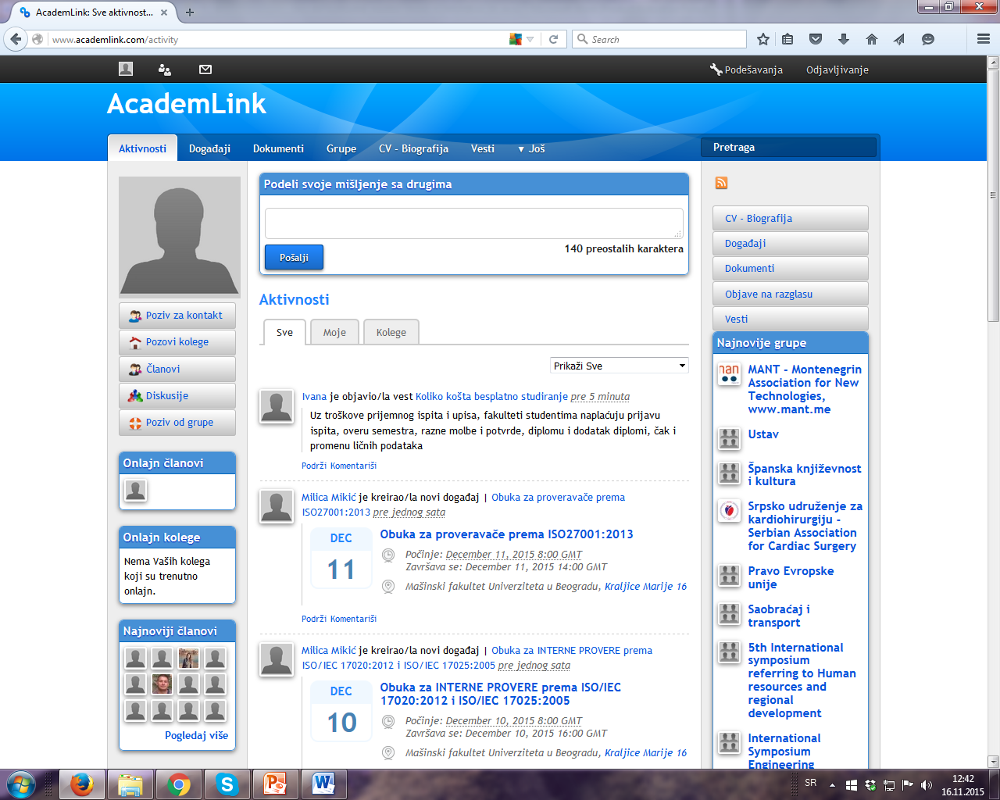 AcademLink: Sve aktivnost...
www.academlink.com/activity
Search
Podešavanja
Odjavljivanje
AcademLink
Aktivnosti
Događaji
Dokumenti
Grupe
CV - Biografija
Vesti
▼ Još
Pretraga
Poziv za kontakt
Pozovi kolege
Članovi
Diskusije
Poziv od grupe
Onlajn članovi
Onlajn kolege
Nema Vaših kolega
koji su trenutno
onlajn.
Najnoviji članovi
Pogledaj više
Podeli svoje mišljenje sa drugima
140 preostalih karaktera
Pošalji
Aktivnosti
Sve
Moje
Kolege
Prikaži Sve
Ivana je objavio/la vest Koliko košta besplatno studiranje pre 5 minuta
Uz troškove prijemnog ispita i upisa, fakulteti studentima naplaćuju prijavu
ispita, overu semestra, razne molbe i potvrde, diplomu i dodatak diplomi, čak i
promenu ličnih podataka
Podrži Komentariši
Milica Mikić je kreirao/la novi događaj | Obuka za proveravače prema
ISO27001:2013 pre jednog sata
DEC
11
Obuka za proveravače prema ISO27001:2013
Počinje: December 11, 2015 8:00 GMT
Završava se: December 11, 2015 14:00 GMT
Mašinski fakultet Univerziteta u Beogradu, Kraljice Marije 16
Podrži Komentariši
Milica Mikić je kreirao/la novi događaj | Obuka za INTERNE PROVERE prema
ISO/IEC 17020:2012 i ISO/IEC 17025:2005 pre jednog sata
DEC
10
Obuka za INTERNE PROVERE prema ISO/IEC
17020:2012 i ISO/IEC 17025:2005
Počinje: December 10, 2015 8:00 GMT
Završava se: December 10, 2015 16:00 GMT
Mašinski fakultet Univerziteta u Beogradu, Kraljice Marije 16
CV - Biografija
Događaji
Dokumenti
Objave na razglasu
Vesti
Najnovije grupe
MANT - Montenegrin
Association for New
Technologies,
www.mant.me
Ustav
Španska književnost
i kultura
Srpsko udruženje za
kardiohirurgiju -
Serbian Association
for Cardiac Surgery
Pravo Evropske
unije
Saobraćaj i
transport
5th International
symposium
referring to Human
resources and
regional
development
International
Symposium
Engineering
SR
12:42
16.11.2015